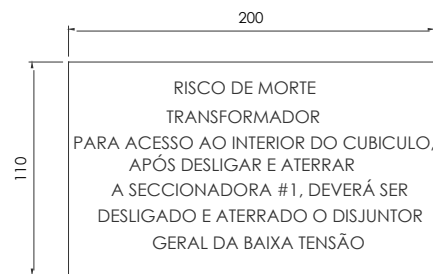 200
110
RISCO DE MORTE
TRANSFORMADOR
PARA ACESSO AO INTERIOR DO CUBICULO,
APÓS DESLIGAR E ATERRAR
A SECCIONADORA #1, DEVERÁ SER
DESLIGADO E ATERRADO O DISJUNTOR
GERAL DA BAIXA TENSÃO